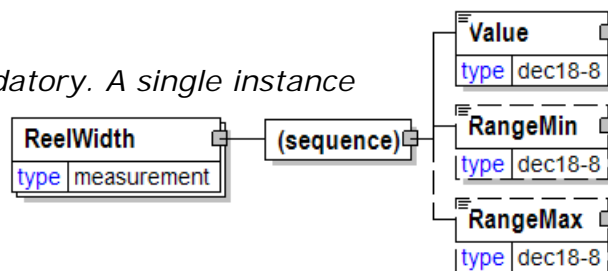 datory. A single instance
ReelWidth
type measurement
(sequence)
Value
type dec18-8
RangeMin
type dec18-8
RangeMax
type dec18-8